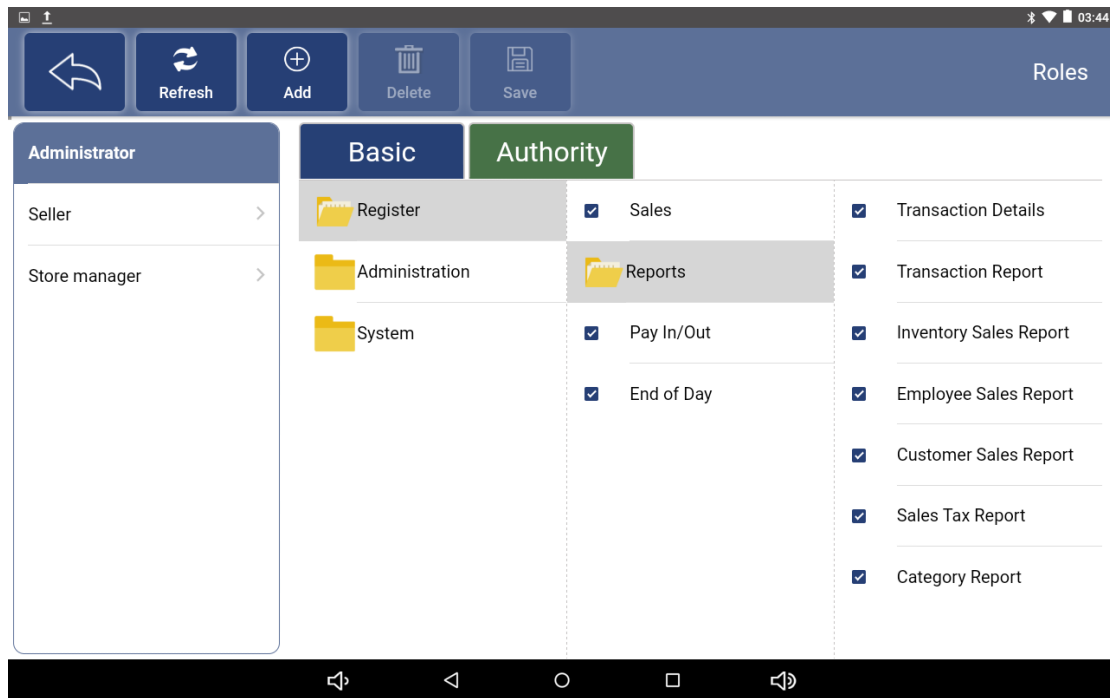 03:44
Refresh
Add
Delete
Save
Roles
Administrator
Seller
Store manager
Basic
Authority
Register
Administration
System
Sales
Reports
Pay In/Out
End of Day
Transaction Details
Transaction Report
Inventory Sales Report
Employee Sales Report
Customer Sales Report
Sales Tax Report
Category Report